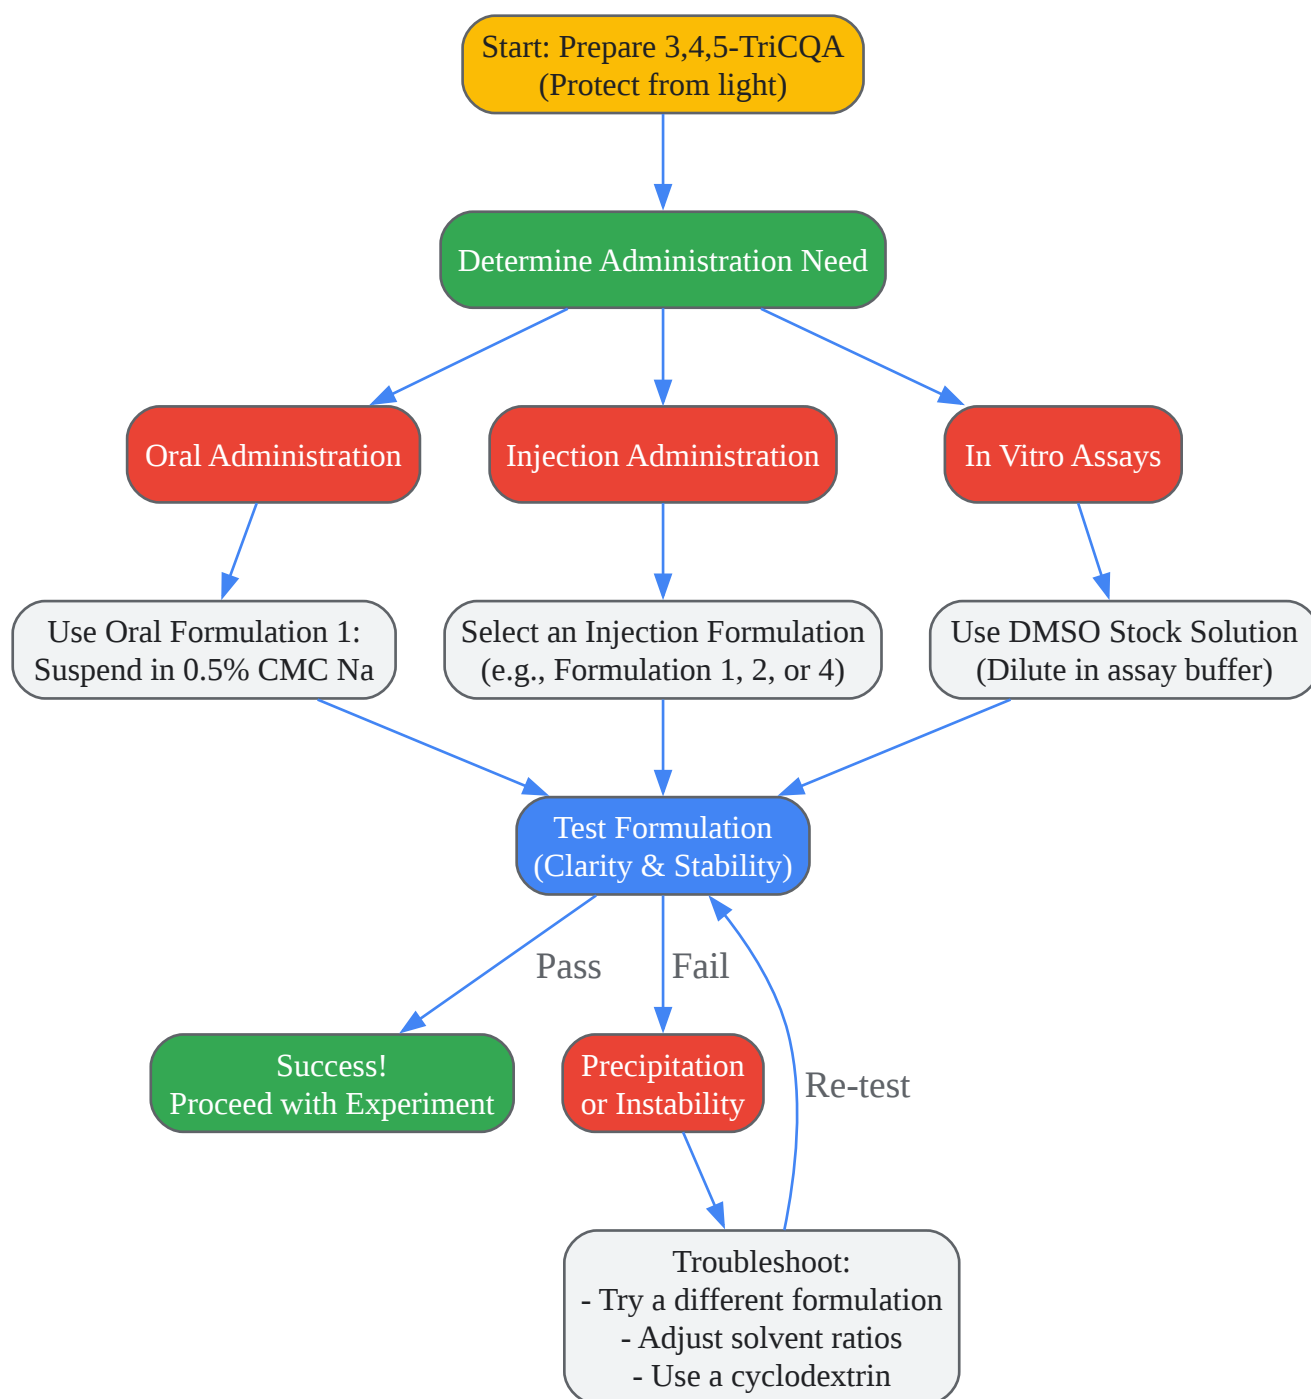 Start: Prepare 3,4,5-TriCQA
(Protect from light)
Determine Administration Need
Oral Administration
Injection Administration
In Vitro Assays
Use Oral Formulation 1:
Suspend in 0.5% CMC Na
Select an Injection Formulation
(e.g., Formulation 1, 2, or 4)
Use DMSO Stock Solution
(Dilute in assay buffer)
Test Formulation
(Clarity & Stability)
Pass
Fail
Success!
Proceed with Experiment
Precipitation
or Instability
Re-test
Troubleshoot:
- Try a different formulation
- Adjust solvent ratios
- Use a cyclodextrin